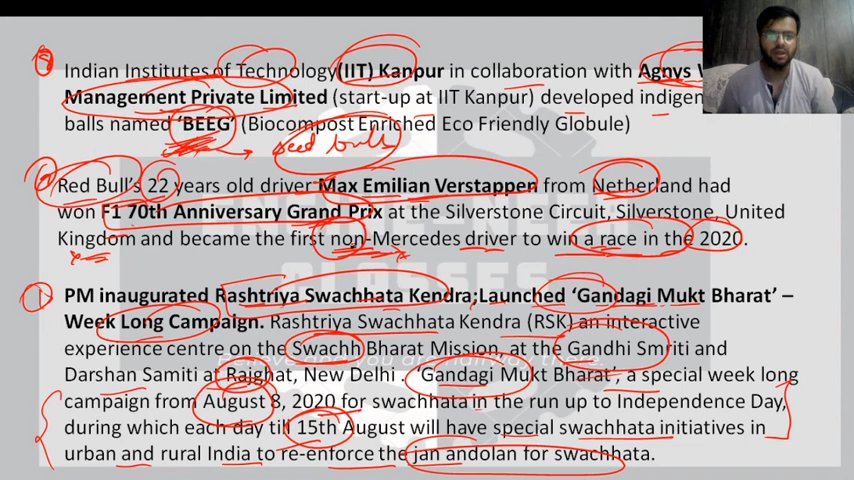 Indian Institutes of Technology(IIT) Kanpur in collaboration with Agnys
Management Private Limited (start-up at IIT Kanpur) developed
balls named 'BEEG' (Biocompost Enriched Eco Friendly Globule)
seed balls
Red Bull's 22 years old driver Max Emilian Verstappen from Netherland had
won F1 70th Anniversary Grand Prix at the Silverstone Circuit, Silverstone, United
Kingdom and became the first non-Mercedes driver to win a race in the 2020.
PM inaugurated Rashtriya Swachhata Kendra;Launched 'Gandagi Mukt Bharat' –
Week Long Campaign. Rashtriya Swachhata Kendra (RSK) an interactive
experience centre on the Swachh Bharat Mission, at the Gandhi Smriti and
Darshan Samiti at Rajghat, New Delhi . 'Gandagi Mukt Bharat', a special week long
campaign from August 8, 2020 for swachhata in the run up to Independence Day,
during which each day till 15th August will have special swachhata initiatives in
urban and rural India to re-enforce the jan andolan for swachhata.
CLASSES